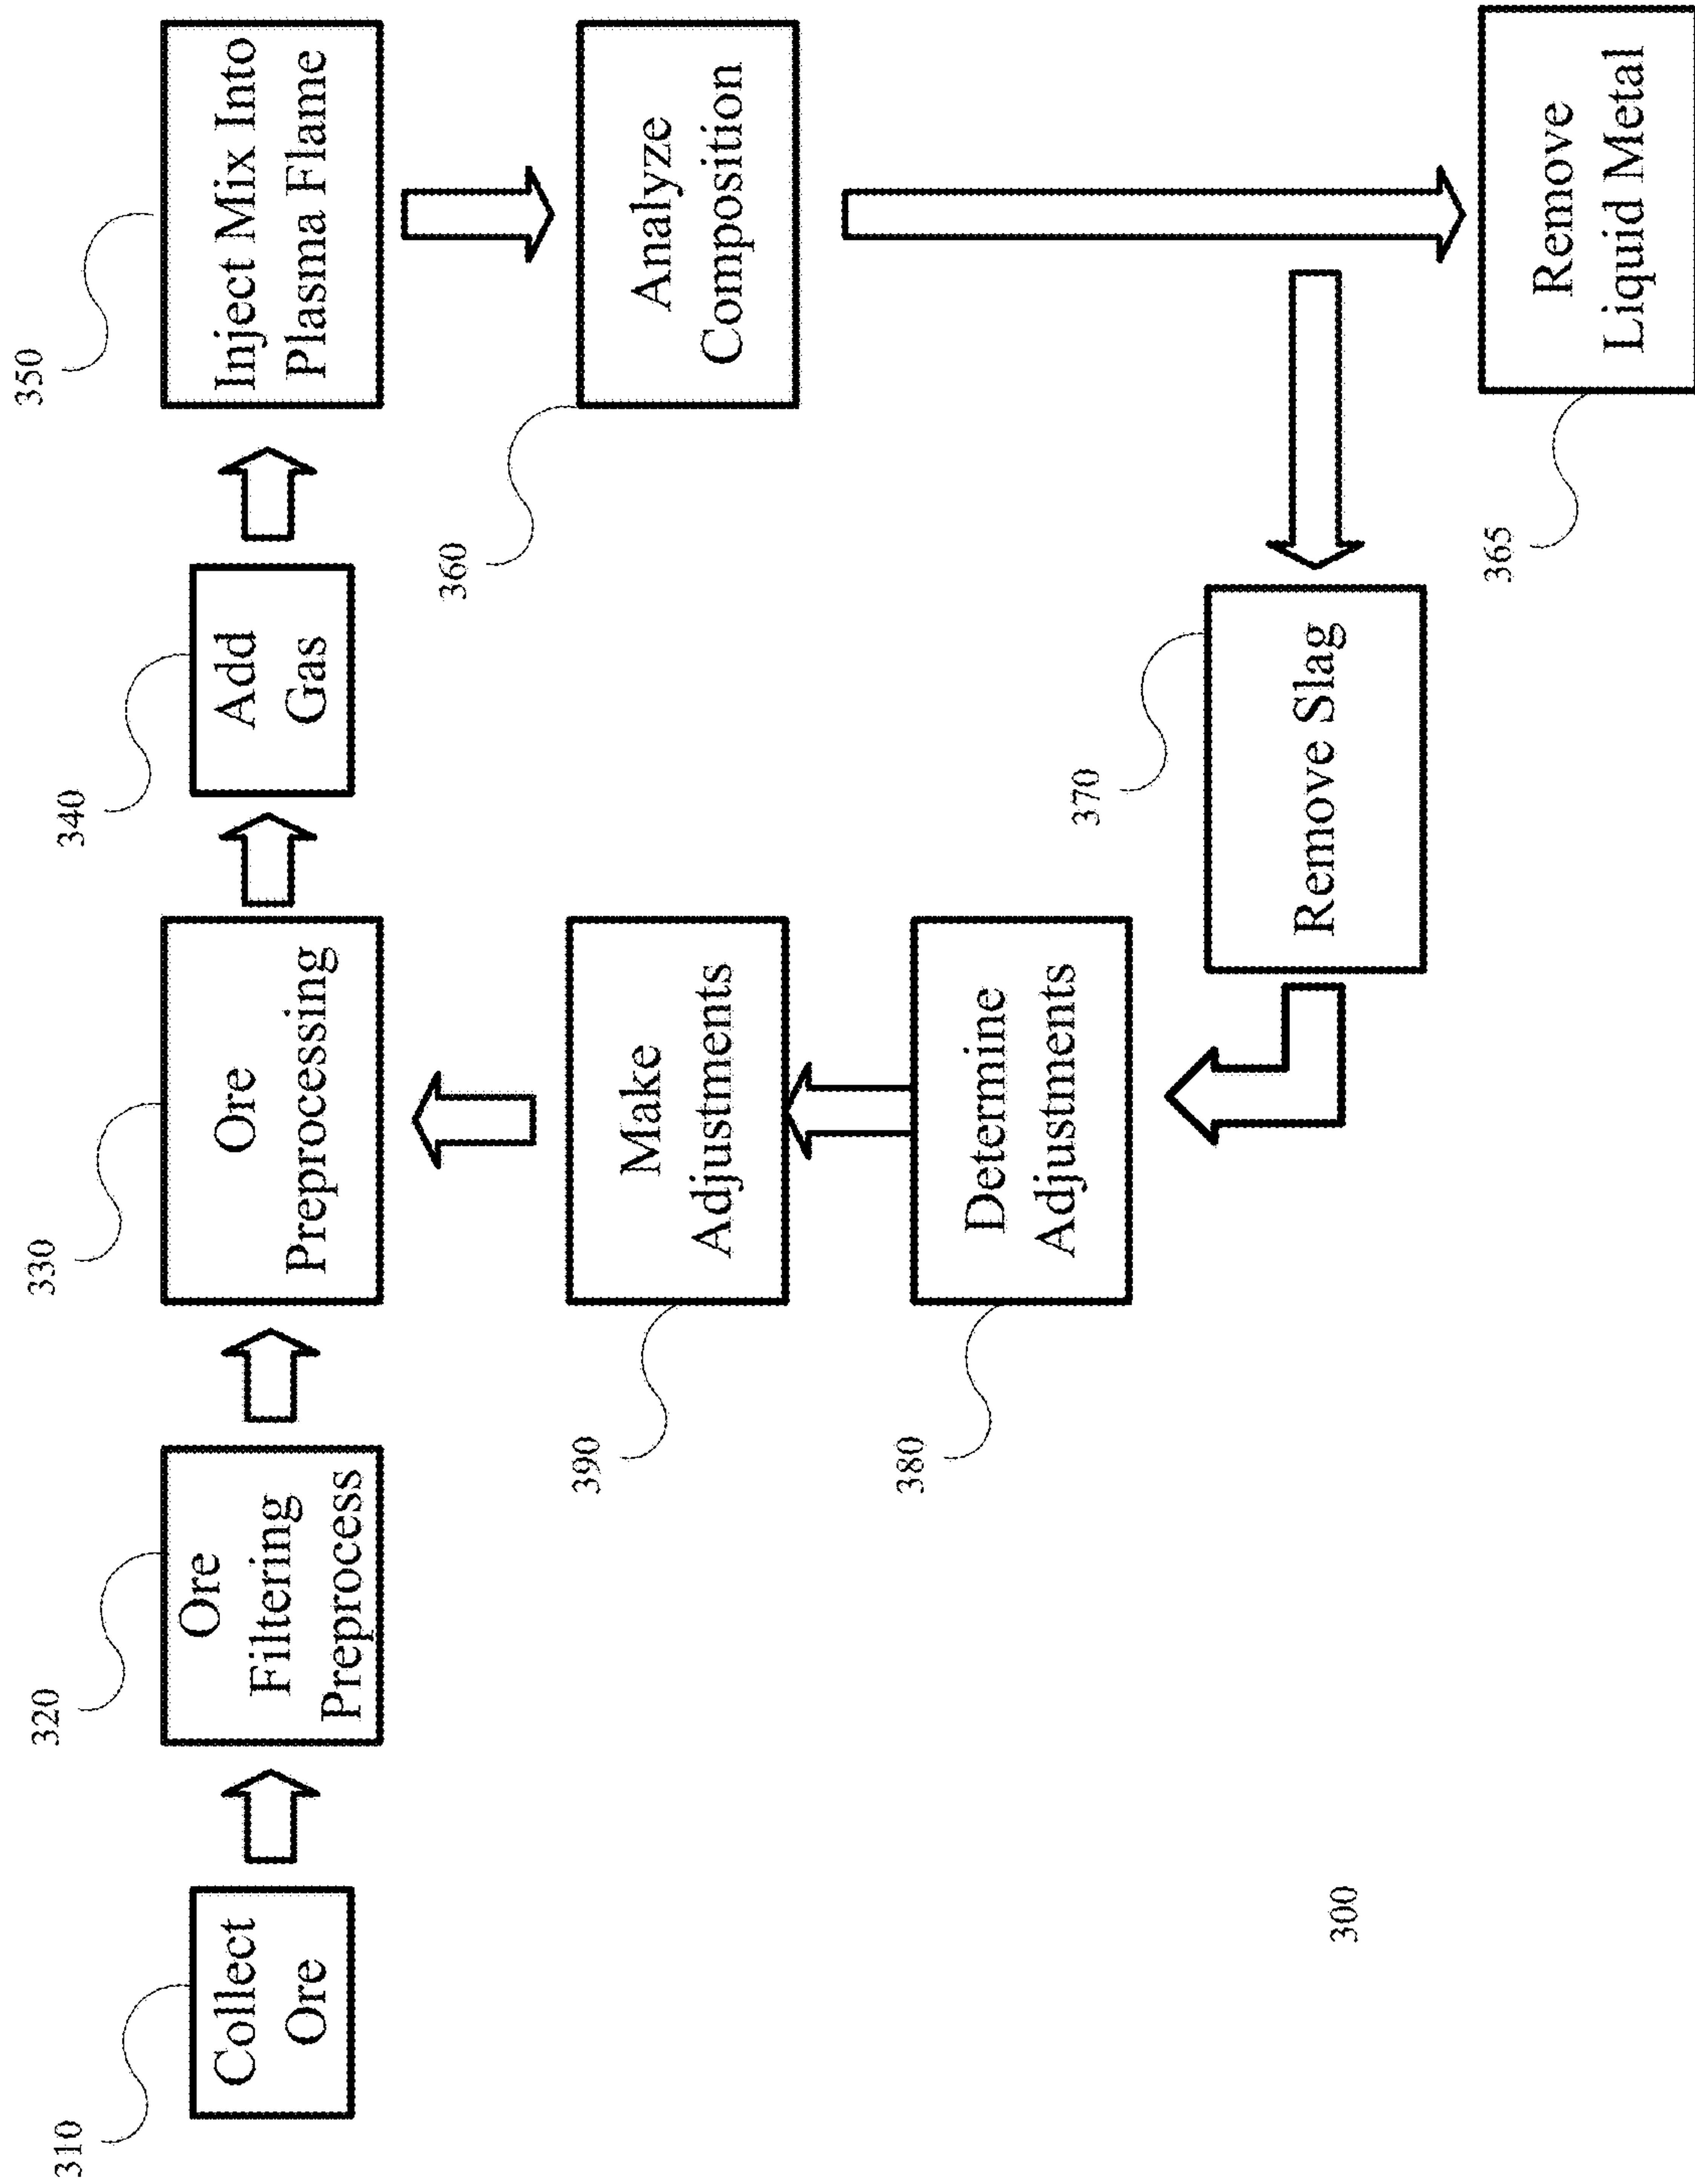 310
Collect
Ore
320
Ore
Filtering
Preprocess
330
Ore
Preprocessing
340
Add
Gas
350
Inject Mix Into
Plasma Flame
360
Analyze
Composition
390
Make
Adjustments
380
Determine
Adjustments
370
Remove Slag
365
Remove
Liquid Metal
300